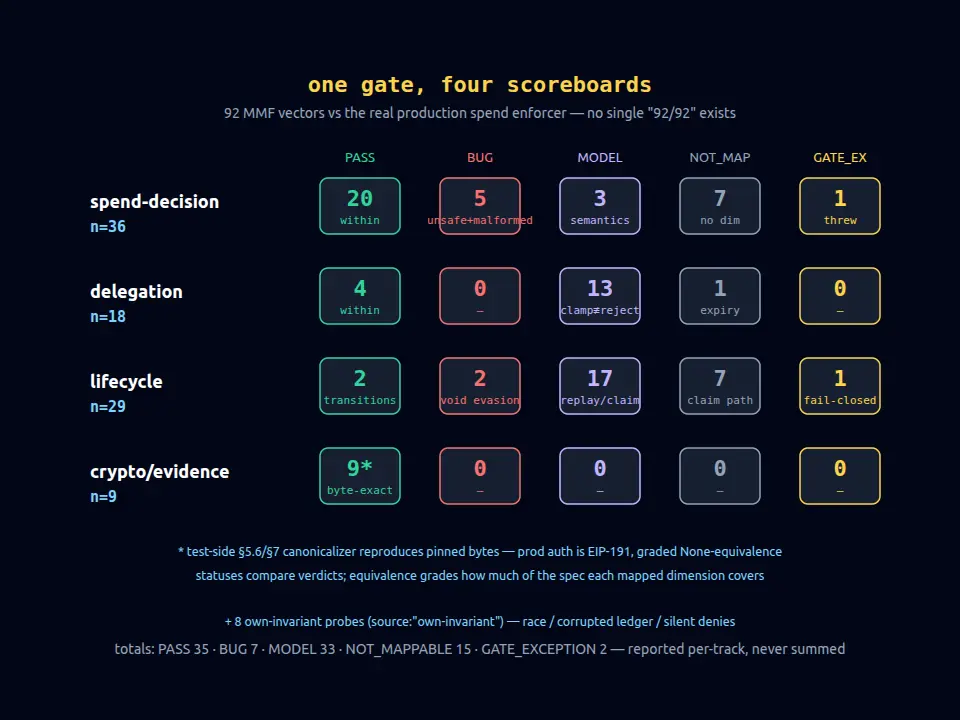 one gate, four scoreboards
92 MMF vectors vs the real production spend enforcer — no single "92/92" exists
PASS BUG MODEL NOT_MAP GATE_EX
spend-decision 20 5 3 7 1
n=36 within unsafe+malformed semantics no dim threw
delegation 4 0 13 1 0
n=18 within — clamp≠reject expiry —
lifecycle 2 2 17 7 1
n=29 transitions void evasion replay/claim claim path fail-closed
crypto/evidence 9* 0 0 0 0
n=9 byte-exact — — — —
* test-side §5.6/§7 canonicalizer reproduces pinned bytes — prod auth is EIP-191, graded None-equivalence
statuses compare verdicts; equivalence grades how much of the spec each mapped dimension covers
+ 8 own-invariant probes (source:"own-invariant") — race / corrupted ledger / silent denies
totals: PASS 35 · BUG 7 · MODEL 33 · NOT_MAPPABLE 15 · GATE_EXCEPTION 2 — reported per-track, never summed